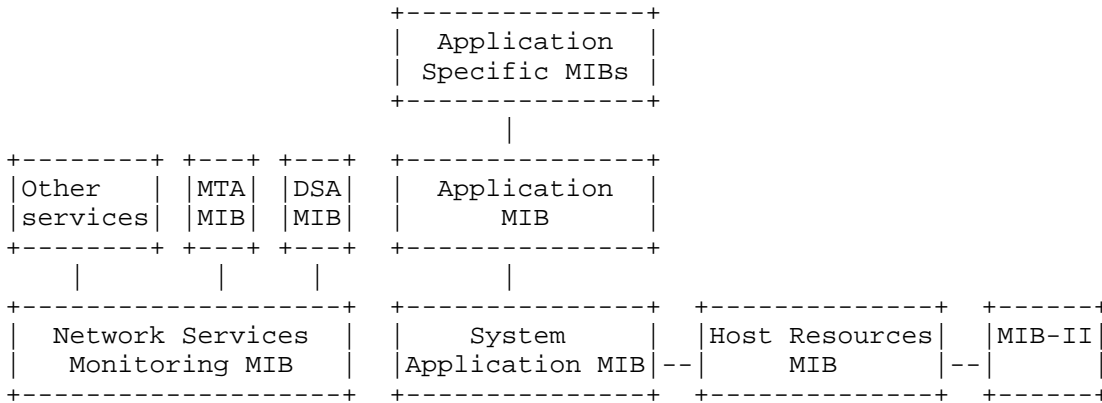 Application
Specific MIBs
Other services
MTA MIB
DSA MIB
Application
MIB
Network Services
Monitoring MIB
System
Application MIB
Host Resources
MIB
MIB-II